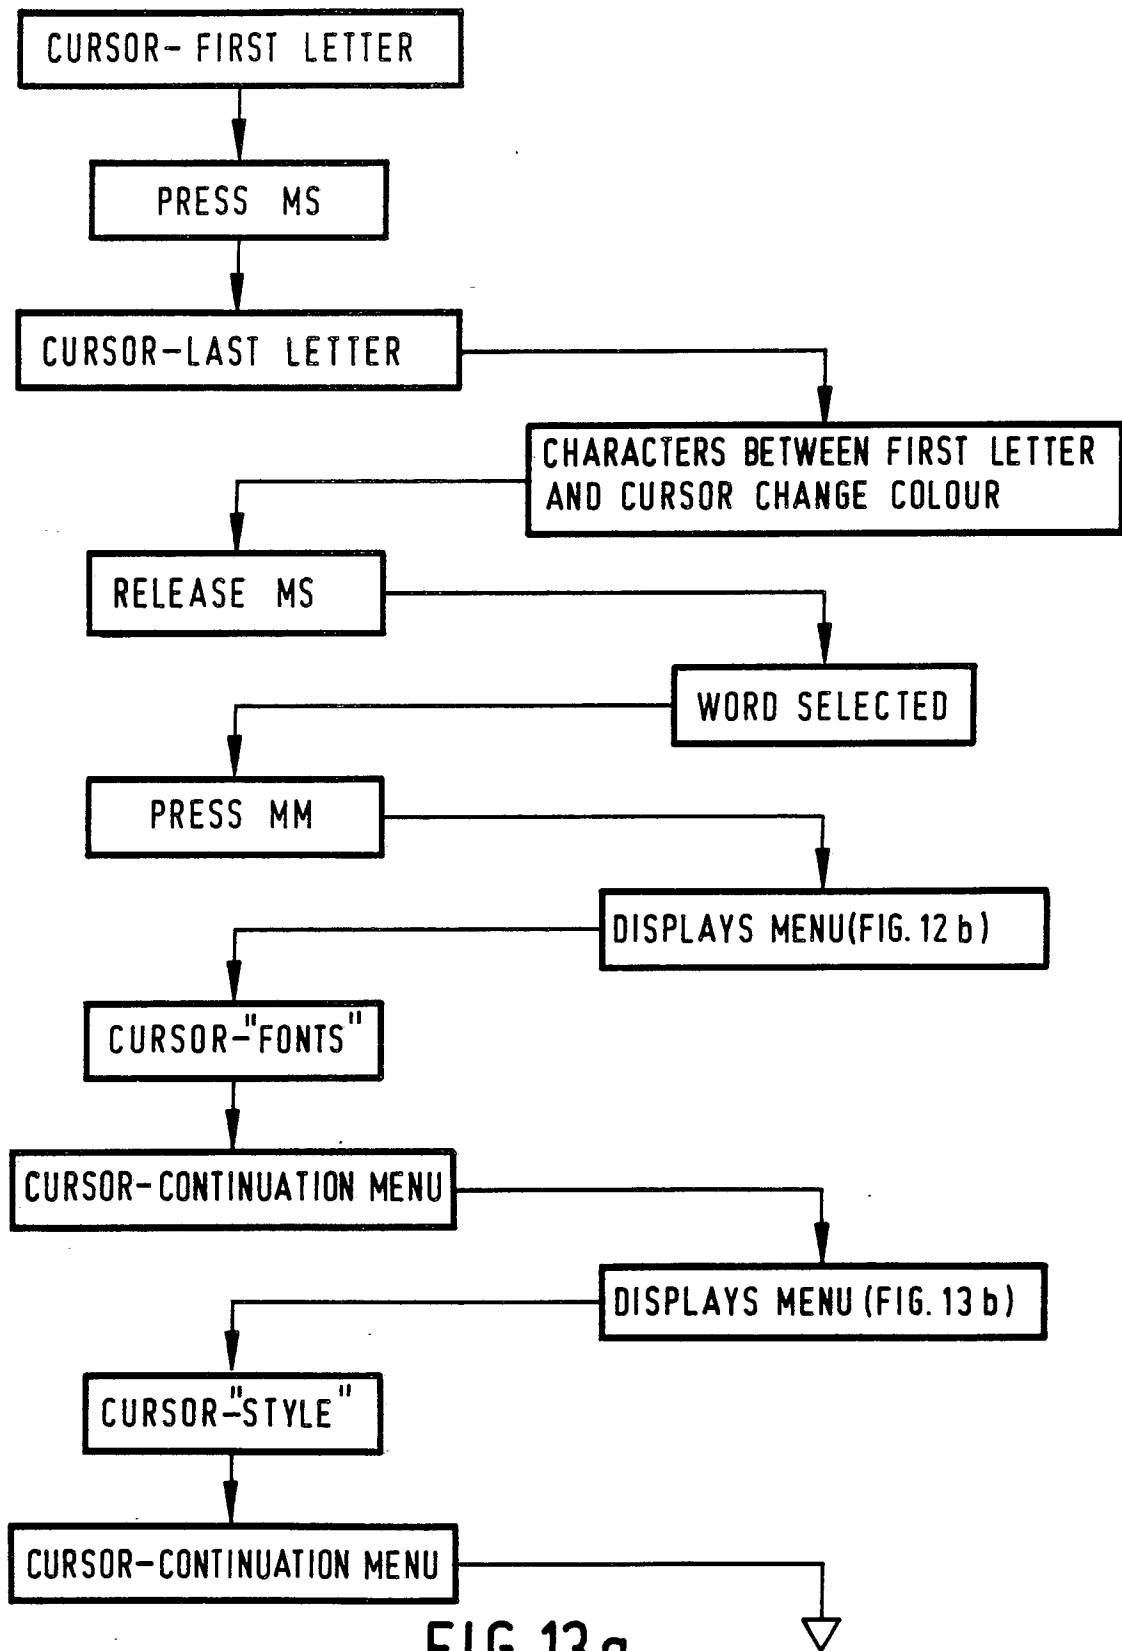 CURSOR- FIRST LETTER
PRESS MS
CURSOR-LAST LETTER
CHARACTERS BETWEEN FIRST LETTER
AND CURSOR CHANGE COLOUR
RELEASE MS
WORD SELECTED
PRESS MM
DISPLAYS MENU(FIG. 12 b)
CURSOR-"FONTS"
CURSOR-CONTINUATION MENU
DISPLAYS MENU (FIG. 13 b)
CURSOR-"STYLE"
CURSOR-CONTINUATION MENU
FIG. 13 a